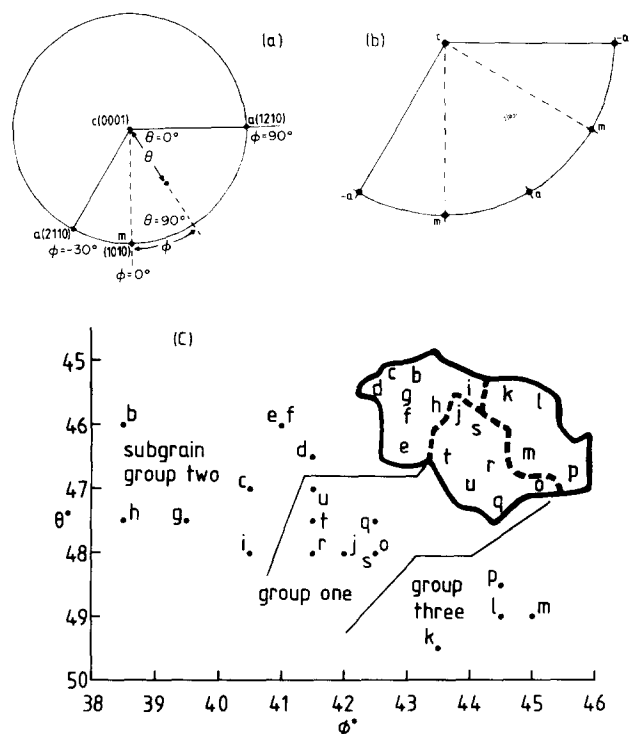 (a)
c(0001)
θ=0°
a(1210)
φ=90°
θ
θ=90°
a(2110)
φ=-30°
m
(1010)
φ
φ=0°
(b)
c
-a
m
a
-a
m
(c)
45
46
47
48
49
50
θ°
38 39 40 41 42 43 44 45 46
φ°
b
e f
d
subgrain
group two
c
u
h g
t q
i
r j s o
group one
group
three
p
l m
k
c b i k l
d g
f h j s
e t r m
u q o p